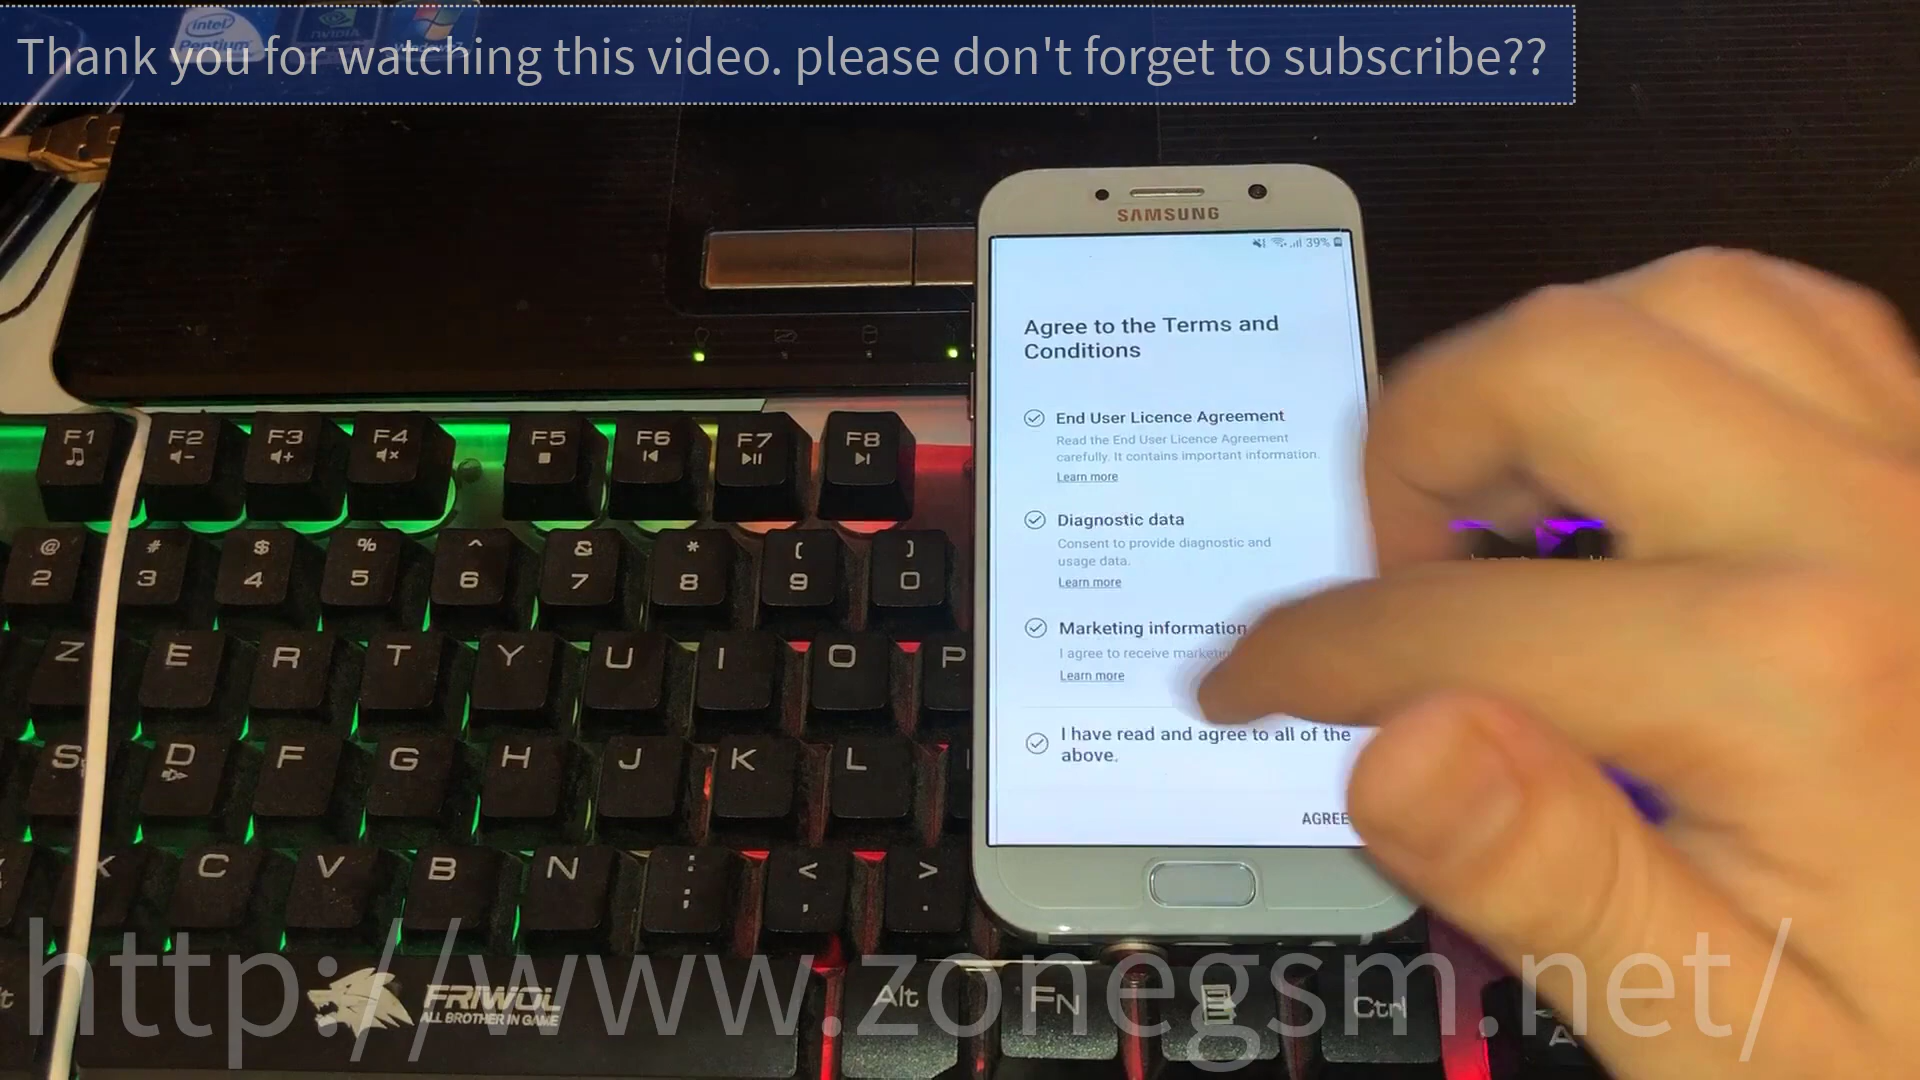 intel
Pentium
NVIDIA
Thank you for watching this video. please don't forget to subscribe??
SAMSUNG
39%
Agree to the Terms and
Conditions
End User Licence Agreement
Read the End User Licence Agreement
carefully. It contains important information.
Learn more
Diagnostic data
Consent to provide diagnostic and
usage data.
Learn more
Marketing information
I agree to receive
Learn more
I have read and agree to all of the
above.
AGREE
F1 F2 F3 F4 F5 F6 F7 F8
@ # $ % ^ & * ( )
2 3 4 5 6 7 8 9 0
Z E R T Y U I O P
S D F G H J K L
C V B N : < >
; , .
http://www.zonegsm.net/
FRIWOL
ALL BROTHER IN GAME
Alt FN Ctrl